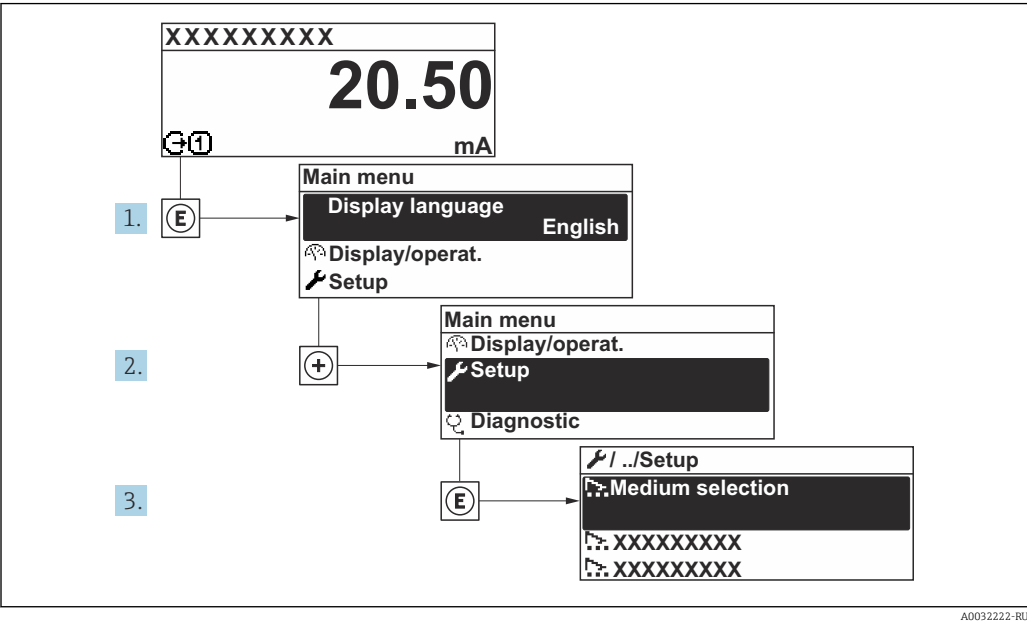 XXXXXXXXX
20.50
1 mA
Main menu
1. E Display language
English
Display/operat.
Setup
Main menu
Display/operat.
2. + Setup
Diagnostic
/ ../Setup
3. E Medium selection
XXXXXXXXX
XXXXXXXXX
A0032222-RU